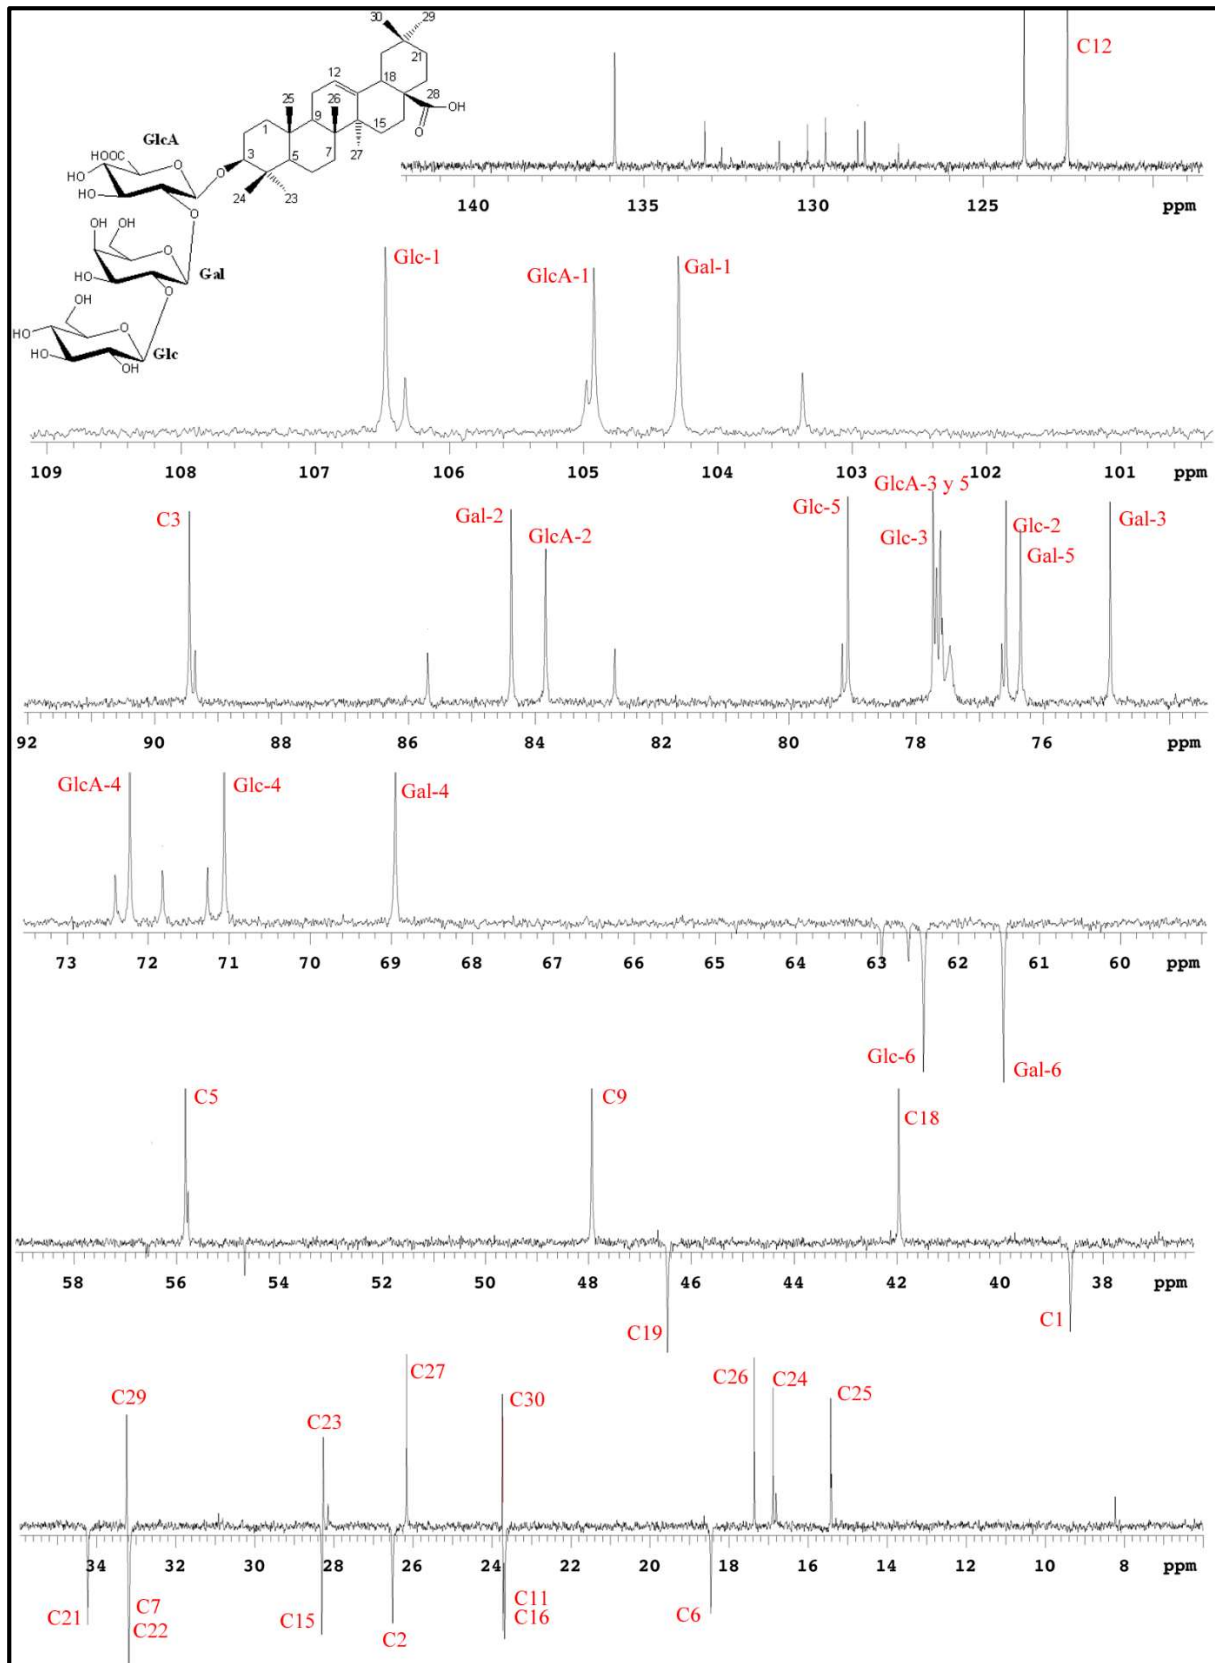 30 29
21
12 18
25 26 28 OH
GlcA 1 9 15 O
HOOC O 3 5 7 27
HO O
HO O 24 23
OH OH O
O Gal
HO
OH O
HO O
HO Glc
OH
C12
140 135 130 125 ppm
Glc-1 GlcA-1 Gal-1
109 108 107 106 105 104 103 102 101 ppm
C3 Gal-2 GlcA-2 Glc-5 GlcA-3 y 5 Glc-3 Glc-2 Gal-5 Gal-3
92 90 88 86 84 82 80 78 76 ppm
GlcA-4 Glc-4 Gal-4
73 72 71 70 69 68 67 66 65 64 63 62 61 60 ppm
Glc-6 Gal-6
C5 C9 C18
58 56 54 52 50 48 46 44 42 40 38 ppm
C19 C1
C29 C23 C27 C30 C26 C24 C25
34 32 30 28 26 24 22 20 18 16 14 12 10 8 ppm
C21 C7 C15 C2 C11 C6
C22 C16